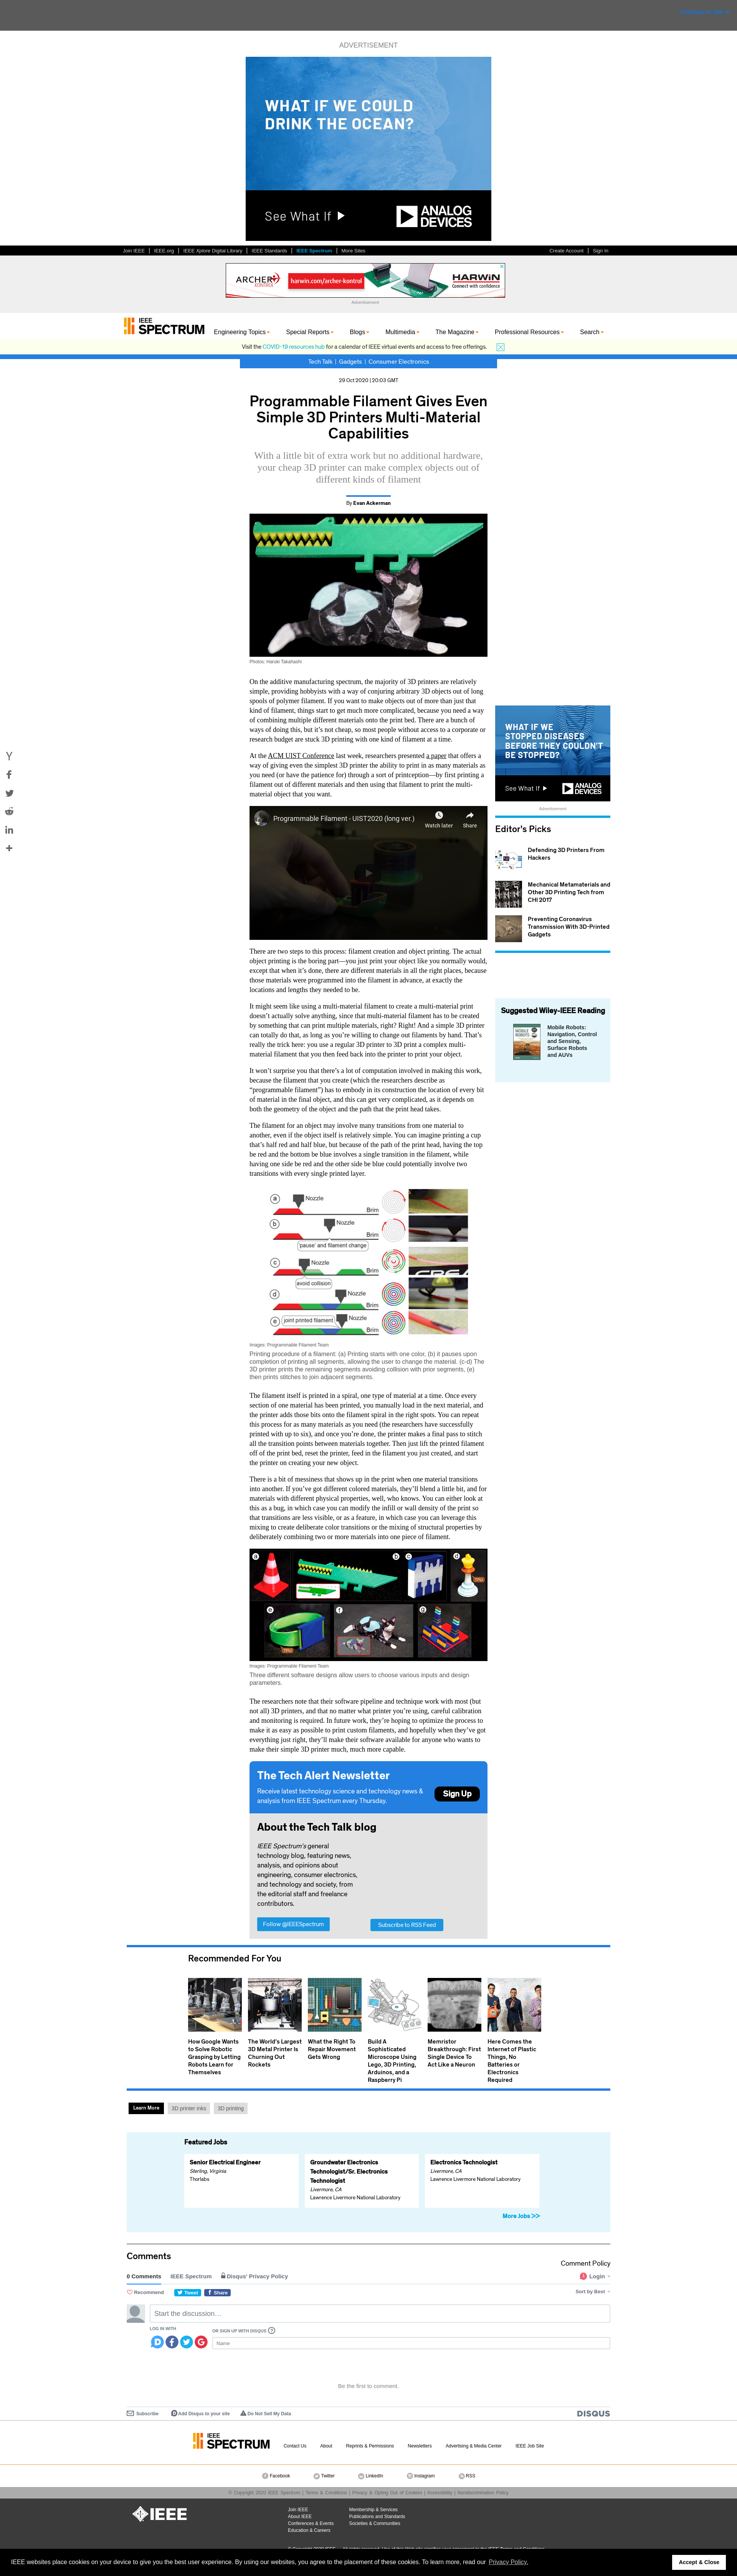 ADVERTISEMENT
WHAT IF WE COULD
DRINK THE OCEAN?
See What If
ANALOG
DEVICES
Join IEEE | IEEE.org | IEEE Xplore Digital Library | IEEE Standards | IEEE Spectrum | More Sites
Create Account | Sign In
ARCHER
KONTROL
harwin.com/archer-kontrol
HARWIN
Connect with confidence
Advertisement
IEEE
SPECTRUM
Engineering Topics
Special Reports
Blogs
Multimedia
The Magazine
Professional Resources
Search
Visit the COVID-19 resources hub for a calendar of IEEE virtual events and access to free offerings.
Tech Talk | Gadgets | Consumer Electronics
29 Oct 2020 | 20:03 GMT
Programmable Filament Gives Even
Simple 3D Printers Multi-Material
Capabilities
With a little bit of extra work but no additional hardware,
your cheap 3D printer can make complex objects out of
different kinds of filament
By Evan Ackerman
Photos: Haruki Takahashi
On the additive manufacturing spectrum, the majority of 3D printers are relatively
simple, providing hobbyists with a way of conjuring arbitrary 3D objects out of long
spools of polymer filament. If you want to make objects out of more than just that kind
of filament, things start to get much more complicated, because you need a way
of combining multiple different materials onto the print bed. There are a bunch of
ways of doing this, but it's not cheap, so most people without access to a corporate or
research budget are stuck 3D printing with one kind of filament at a time.
At the ACM UIST Conference last week, researchers presented a paper that offers a
way of giving even the simplest 3D printer the ability to print in as many materials as
you need (or have the patience for) through a sort of printception—by first printing a
filament out of different materials and then using that filament to print the multi-
material object that you want.
Programmable Filament - UIST2020 (long ver.)
Watch later
Share
There are two steps to this process: filament creation and object printing. The actual
object printing is the boring part—you just print your object like you normally would,
except that when it's done, there are different materials in all the right places, because
those materials were programmed into the filament in advance, at exactly the
locations and lengths they needed to be.
It might seem like using a multi-material filament to create a multi-material print
doesn't actually solve anything, since that multi-material filament has to be created
by something that can print multiple materials, right? Right! And a simple 3D printer
can totally do that, as long as you're willing to change out filaments by hand. That's
really the trick here: you use a regular 3D printer to 3D print a complex multi-
material filament that you then feed back into the printer to print your object.
It won't surprise you that there's a lot of computation involved in making this work,
because the filament that you create (which the researchers describe as
"programmable filament") has to embody in its construction the location of every bit
of material in the final object, and this can get very complicated, as it depends on
both the geometry of the object and the path that the print head takes.
The filament for an object may involve many transitions from one material to
another, even if the object itself is relatively simple. You can imagine printing a cup
that's half red and half blue, but because of the path of the print head, having the top
be red and the bottom be blue involves a single transition in the filament, while
having one side be red and the other side be blue could potentially involve two
transitions with every single printed layer.
a
Nozzle
Brim
b
Nozzle
Brim
'pause' and filament change
c
Nozzle
Brim
avoid collision
d
Nozzle
Brim
e
joint printed filament
Nozzle
Brim
Images: Programmable Filament Team
Printing procedure of a filament: (a) Printing starts with one color, (b) it pauses upon
completion of printing all segments, allowing the user to change the material. (c-d) The
3D printer prints the remaining segments avoiding collision with prior segments, (e)
then prints stitches to join adjacent segments.
The filament itself is printed in a spiral, one type of material at a time. Once every
section of one material has been printed, you manually load in the next material, and
the printer adds those bits onto the filament spiral in the right spots. You can repeat
this process for as many materials as you need (the researchers have successfully
printed with up to six), and once you're done, the printer makes a final pass to stitch
all the transition points between materials together. Then just lift the printed filament
off of the print bed, reset the printer, feed in the filament you just created, and start
the printer on creating your new object.
There is a bit of messiness that shows up in the print when one material transitions
into another. If you've got different colored materials, they'll blend a little bit, and for
materials with different physical properties, well, who knows. You can either look at
this as a bug, in which case you can modify the infill or wall density of the print so
that transitions are less visible, or as a feature, in which case you can leverage this
mixing to create deliberate color transitions or the mixing of structural properties by
deliberately combining two or more materials into one piece of filament.
a
b
c
d
TPU
e
TPU
f
g
Images: Programmable Filament Team
Three different software designs allow users to choose various inputs and design
parameters.
The researchers note that their software pipeline and technique work with most (but
not all) 3D printers, and that no matter what printer you're using, careful calibration
and monitoring is required. In future work, they're hoping to optimize the process to
make it as easy as possible to print custom filaments, and hopefully when they've got
everything just right, they'll make their software available for anyone who wants to
make their simple 3D printer much, much more capable.
The Tech Alert Newsletter
Receive latest technology science and technology news &
analysis from IEEE Spectrum every Thursday.
Sign Up
About the Tech Talk blog
IEEE Spectrum's general
technology blog, featuring news,
analysis, and opinions about
engineering, consumer electronics,
and technology and society, from
the editorial staff and freelance
contributors.
Follow @IEEESpectrum
Subscribe to RSS Feed
WHAT IF WE
STOPPED DISEASES
BEFORE THEY COULDN'T
BE STOPPED?
See What If
ANALOG
DEVICES
Advertisement
Editor's Picks
Defending 3D Printers From
Hackers
Mechanical Metamaterials and
Other 3D Printing Tech from
CHI 2017
Preventing Coronavirus
Transmission With 3D-Printed
Gadgets
Suggested Wiley-IEEE Reading
Mobile Robots:
Navigation, Control
and Sensing,
Surface Robots
and AUVs
Recommended For You
How Google Wants
to Solve Robotic
Grasping by Letting
Robots Learn for
Themselves
The World's Largest
3D Metal Printer Is
Churning Out
Rockets
What the Right To
Repair Movement
Gets Wrong
Build A
Sophisticated
Microscope Using
Lego, 3D Printing,
Arduinos, and a
Raspberry Pi
Memristor
Breakthrough: First
Single Device To
Act Like a Neuron
Here Comes the
Internet of Plastic
Things, No
Batteries or
Electronics
Required
Learn More
3D printer inks
3D printing
Featured Jobs
Senior Electrical Engineer
Sterling, Virginia
Thorlabs
Groundwater Electronics
Technologist/Sr. Electronics
Technologist
Livermore, CA
Lawrence Livermore National Laboratory
Electronics Technologist
Livermore, CA
Lawrence Livermore National Laboratory
More Jobs >>
Comments
Comment Policy
0 Comments
IEEE Spectrum
Disqus' Privacy Policy
1 Login
Recommend
Tweet
Share
Sort by Best
Start the discussion…
LOG IN WITH
OR SIGN UP WITH DISQUS ?
Name
Be the first to comment.
Subscribe
Add Disqus to your site
Do Not Sell My Data
DISQUS
IEEE
SPECTRUM
Contact Us
About
Reprints & Permissions
Newsletters
Advertising & Media Center
IEEE Job Site
Facebook
Twitter
LinkedIn
Instagram
RSS
© Copyright 2020 IEEE Spectrum | Terms & Conditions | Privacy & Opting Out of Cookies | Accessibility | Nondiscrimination Policy
IEEE
Join IEEE
About IEEE
Conferences & Events
Education & Careers
Membership & Services
Publications and Standards
Societies & Communities
IEEE websites place cookies on your device to give you the best user experience. By using our websites, you agree to the placement of these cookies. To learn more, read our Privacy Policy.
Accept & Close